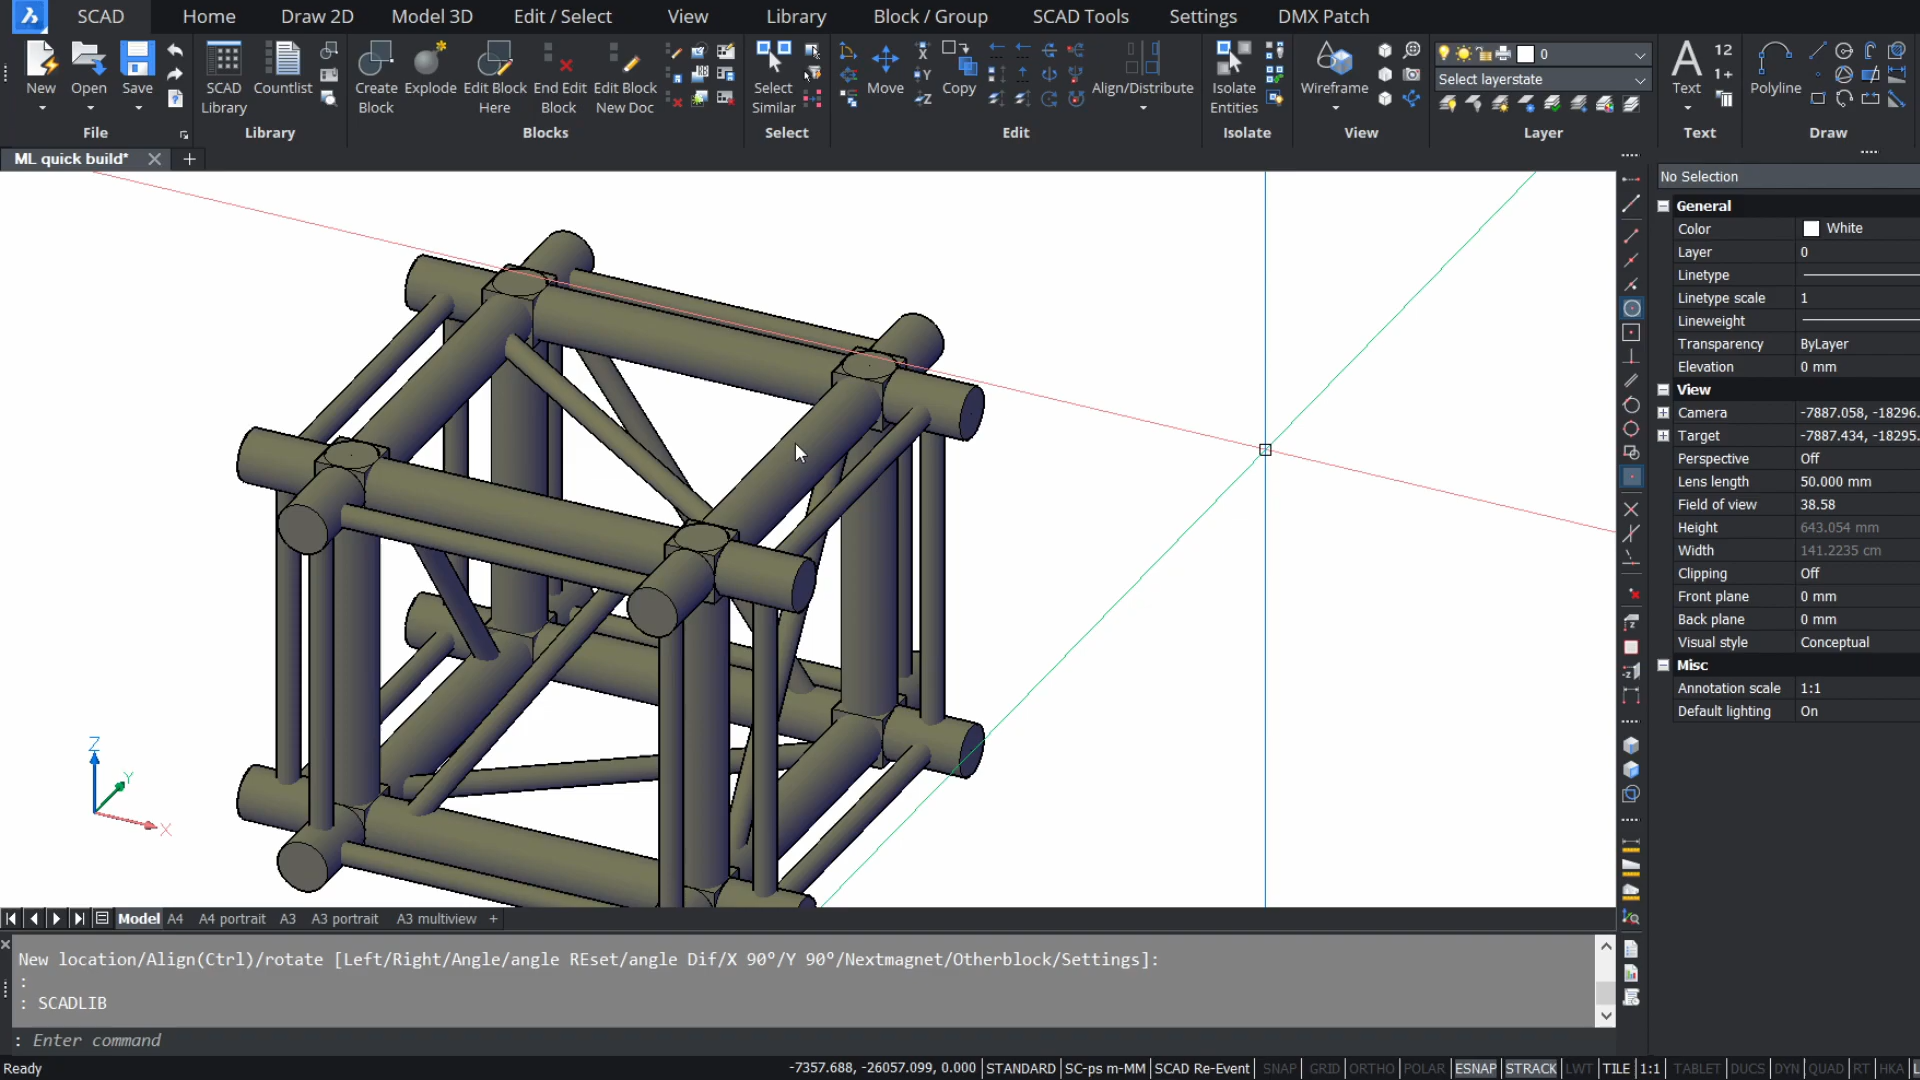 SCAD Home Draw 2D Model 3D Edit / Select View Library Block / Group SCAD Tools Settings DMX Patch
New Open Save SCAD Library Countlist Create Block Explode Edit Block Here End Edit Block Edit Block New Doc Select Similar Move Copy Align/Distribute Isolate Entities Wireframe 0 Select layerstate Text Polyline
File Library Blocks Select Edit Isolate View Layer Text Draw
ML quick build*
No Selection
General
Color White
Layer 0
Linetype
Linetype scale 1
Lineweight
Transparency ByLayer
Elevation 0 mm
View
Camera -7887.058, -18296.
Target -7887.434, -18295.
Perspective Off
Lens length 50.000 mm
Field of view 38.58
Height 643.054 mm
Width 141.2235 cm
Clipping Off
Front plane 0 mm
Back plane 0 mm
Visual style Conceptual
Misc
Annotation scale 1:1
Default lighting On
Z
Y
X
Model A4 A4 portrait A3 A3 portrait A3 multiview +
New location/Align(Ctrl)/rotate [Left/Right/Angle/angle REset/angle Dif/X 90º/Y 90º/Nextmagnet/Otherblock/Settings]:
:
: SCADLIB
: Enter command
Ready -7357.688, -26057.099, 0.000 STANDARD SC-ps m-MM SCAD Re-Event SNAP GRID ORTHO POLAR ESNAP STRACK LWT TILE 1:1 TABLET DUCS DYN QUAD RT HKA